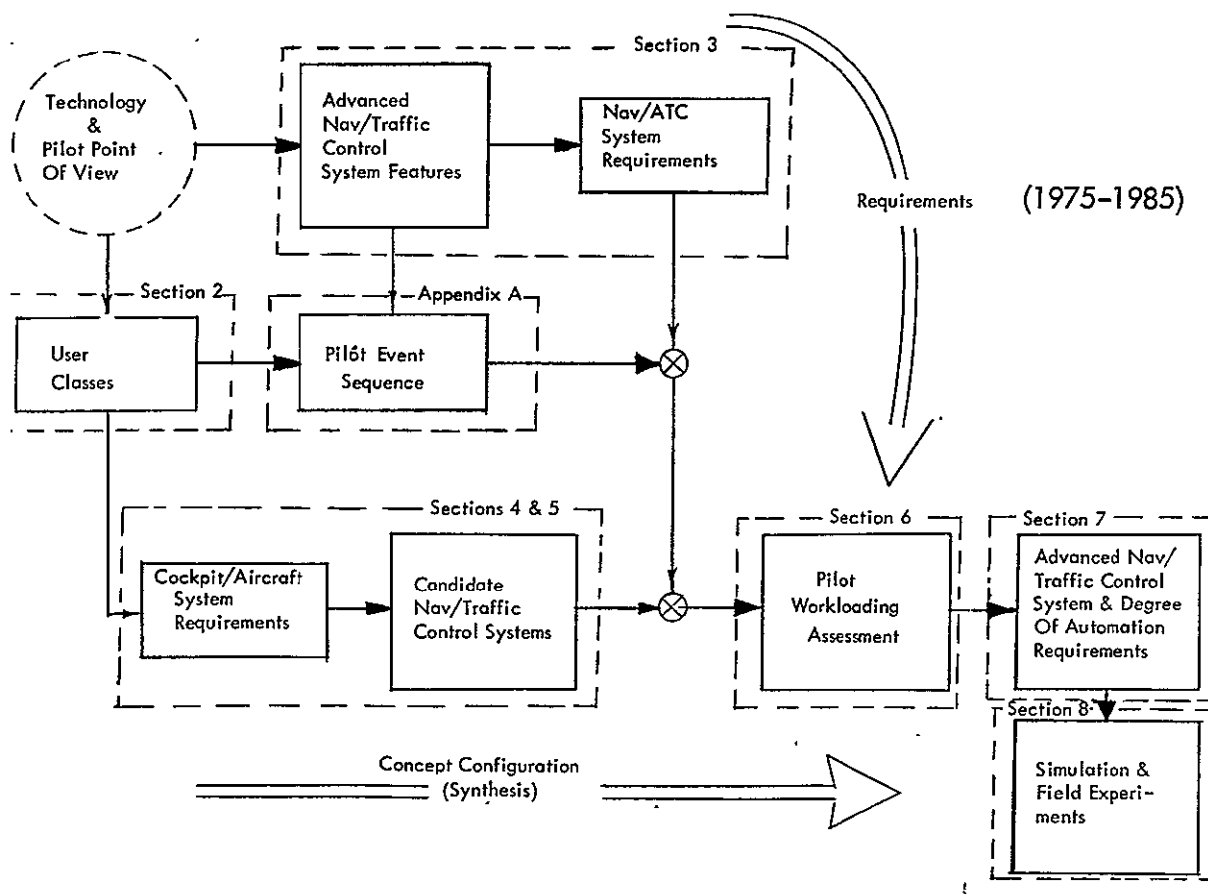 Section 3
Technology
&
Pilot Point
Of View
Advanced
Nav/Traffic
Control
System Features
Nav/ATC
System
Requirements
Requirements
(1975-1985)
Section 2
Appendix A
User
Classes
Pilot Event
Sequence
Sections 4 & 5
Section 6
Section 7
Cockpit/Aircraft
System
Requirements
Candidate
Nav/Traffic
Control Systems
Pilot
Workloading
Assessment
Advanced Nav/
Traffic Control
System & Degree
Of Automation
Requirements
Section 8
Concept Configuration
(Synthesis)
Simulation &
Field Experi-
ments